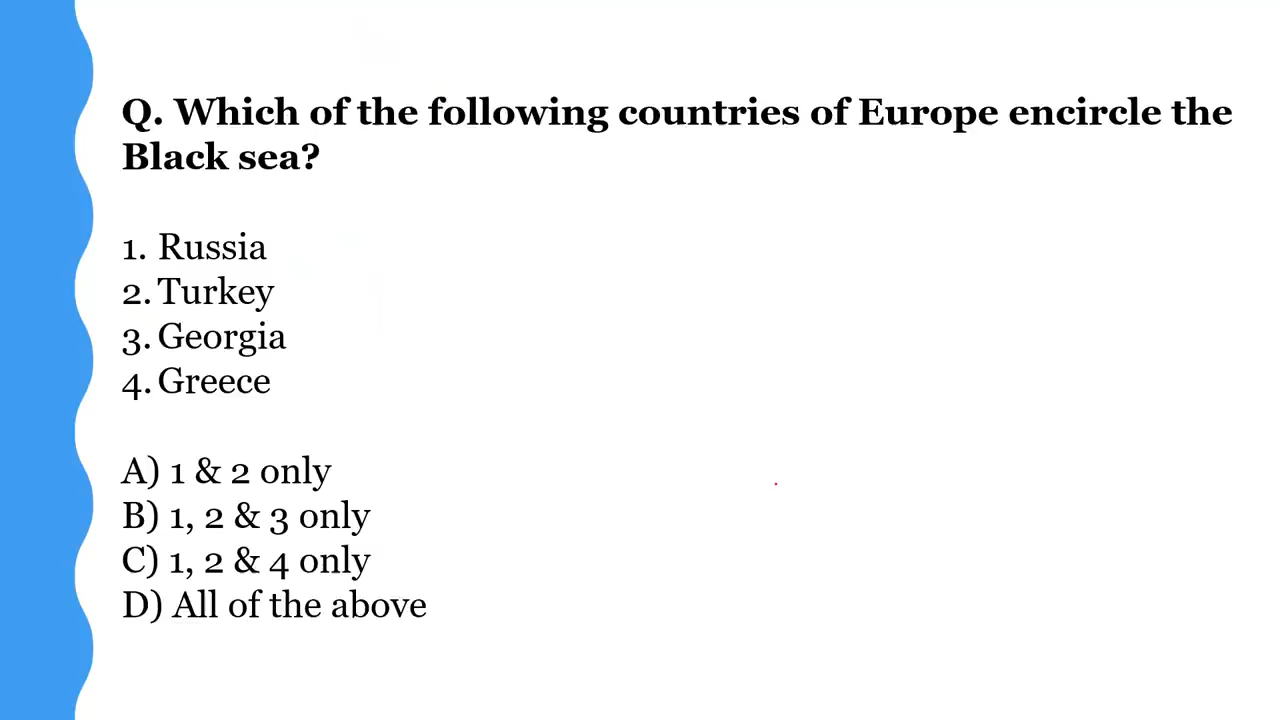 Q. Which of the following countries of Europe encircle the
Black sea?
1. Russia
2. Turkey
3. Georgia
4. Greece
A) 1 & 2 only
B) 1, 2 & 3 only
C) 1, 2 & 4 only
D) All of the above